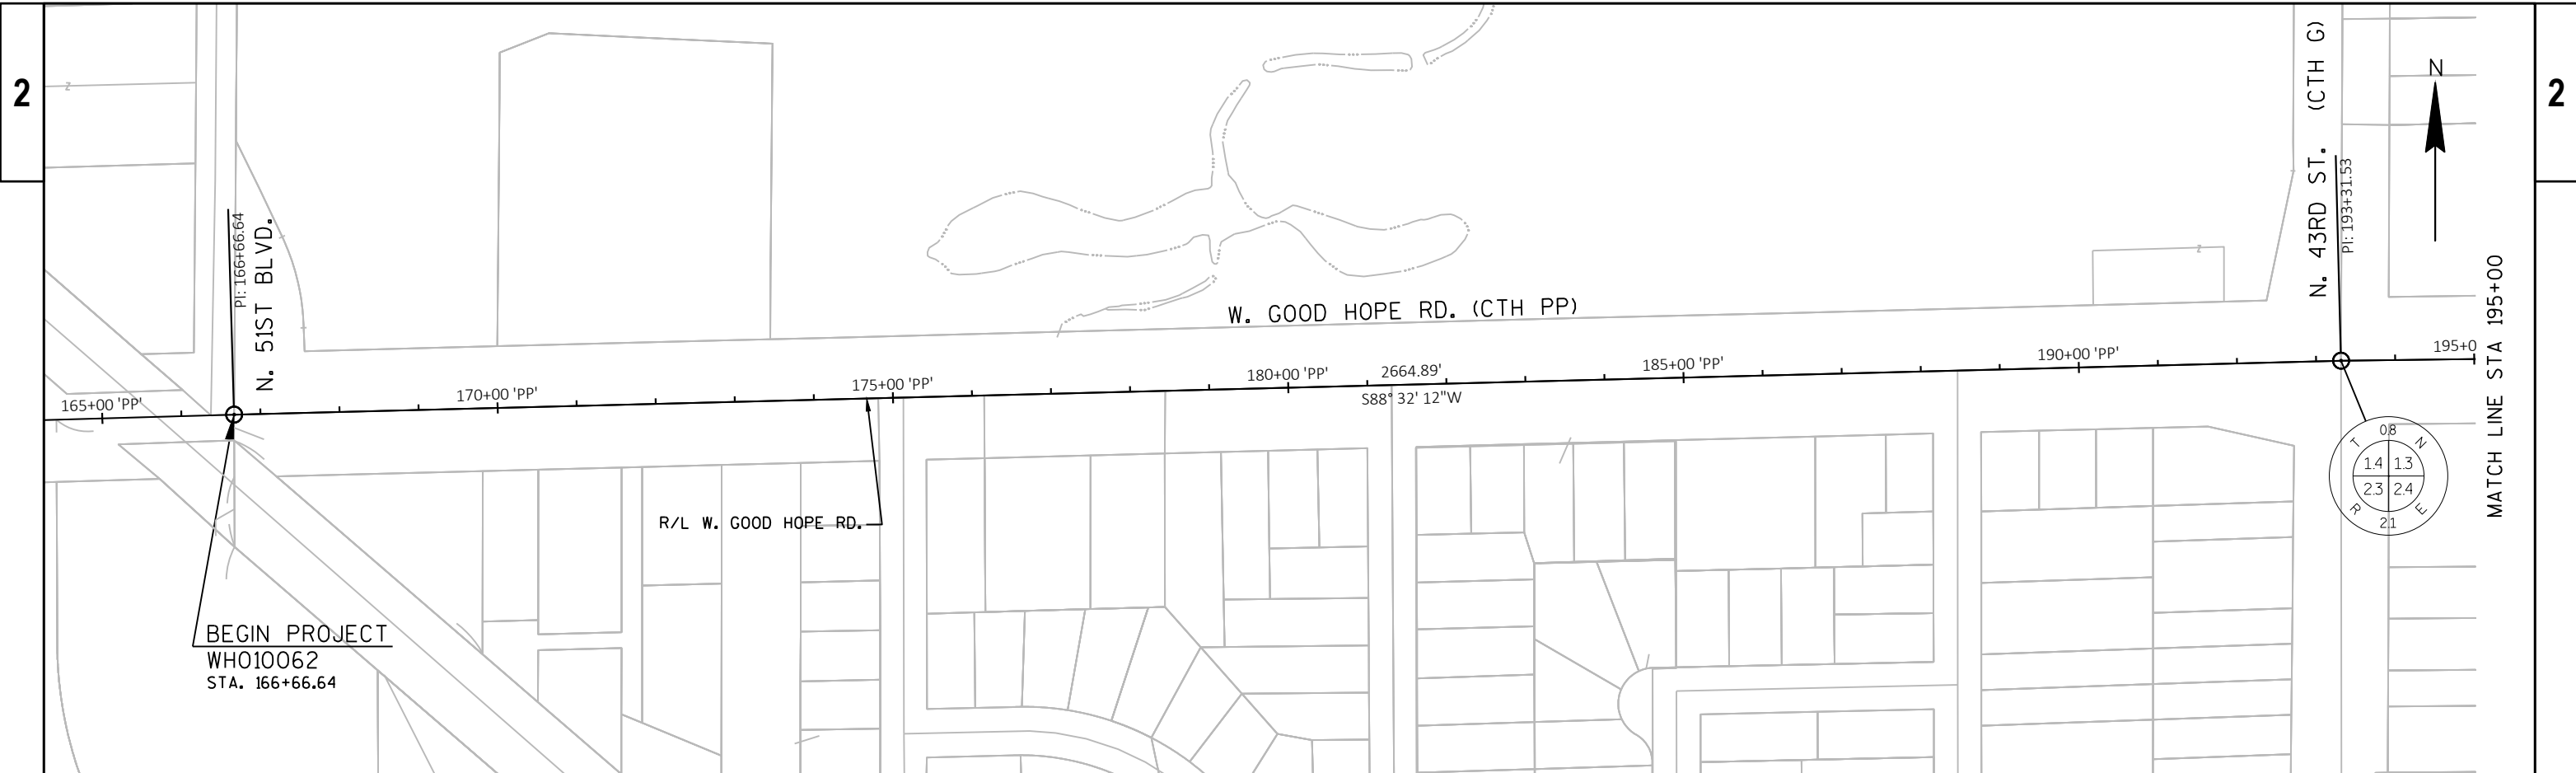 2
2
N
N. 51ST BLVD.
PI: 166+66.64
N. 43RD ST. (CTH G)
PI: 193+31.53
W. GOOD HOPE RD. (CTH PP)
165+00 'PP'
170+00 'PP'
175+00 'PP'
180+00 'PP'
2664.89'
S88° 32' 12"W
185+00 'PP'
190+00 'PP'
195+0
MATCH LINE STA 195+00
R/L W. GOOD HOPE RD.
T 0.8 N
1.4 1.3
2.3 2.4
R 2.1 E
BEGIN PROJECT
WHO10062
STA. 166+66.64